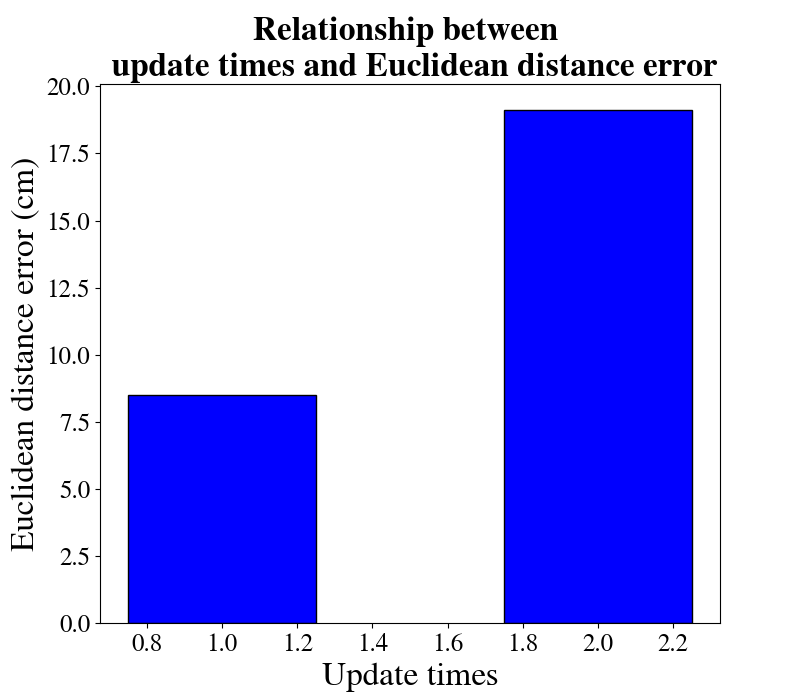 Relationship between
update times and Euclidean distance error
Euclidean distance error (cm)
20.0
17.5
15.0
12.5
10.0
7.5
5.0
2.5
0.0
0.8 1.0 1.2 1.4 1.6 1.8 2.0 2.2
Update times